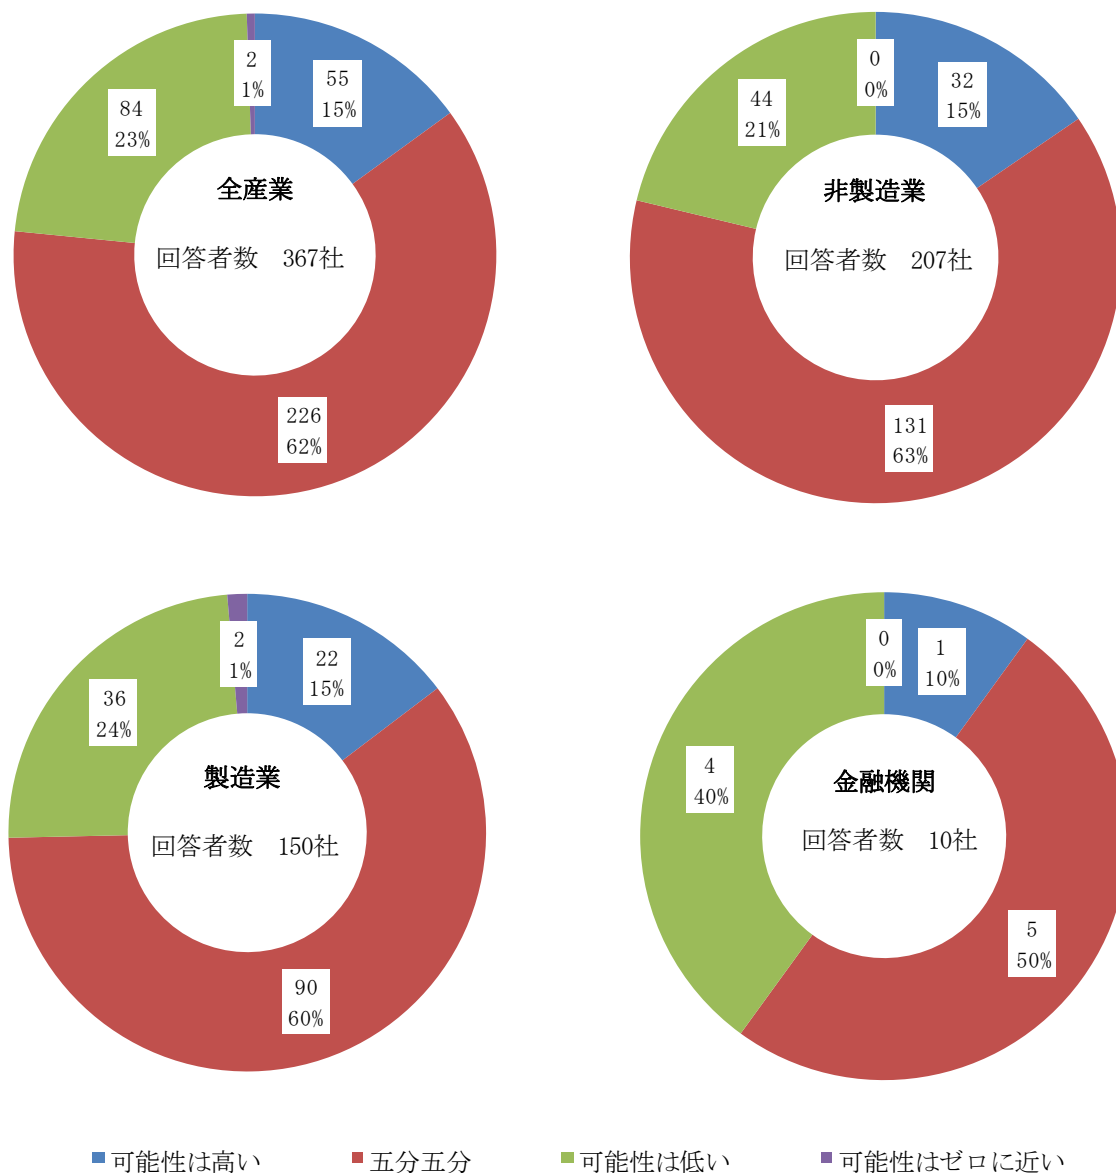 2
1%
55
15%
84
23%
全産業
回答者数　367社
226
62%
0
0%
32
15%
44
21%
非製造業
回答者数　207社
131
63%
2
1%
22
15%
36
24%
製造業
回答者数　150社
90
60%
0
0%
1
10%
4
40%
金融機関
回答者数　10社
5
50%
可能性は高い
五分五分
可能性は低い
可能性はゼロに近い